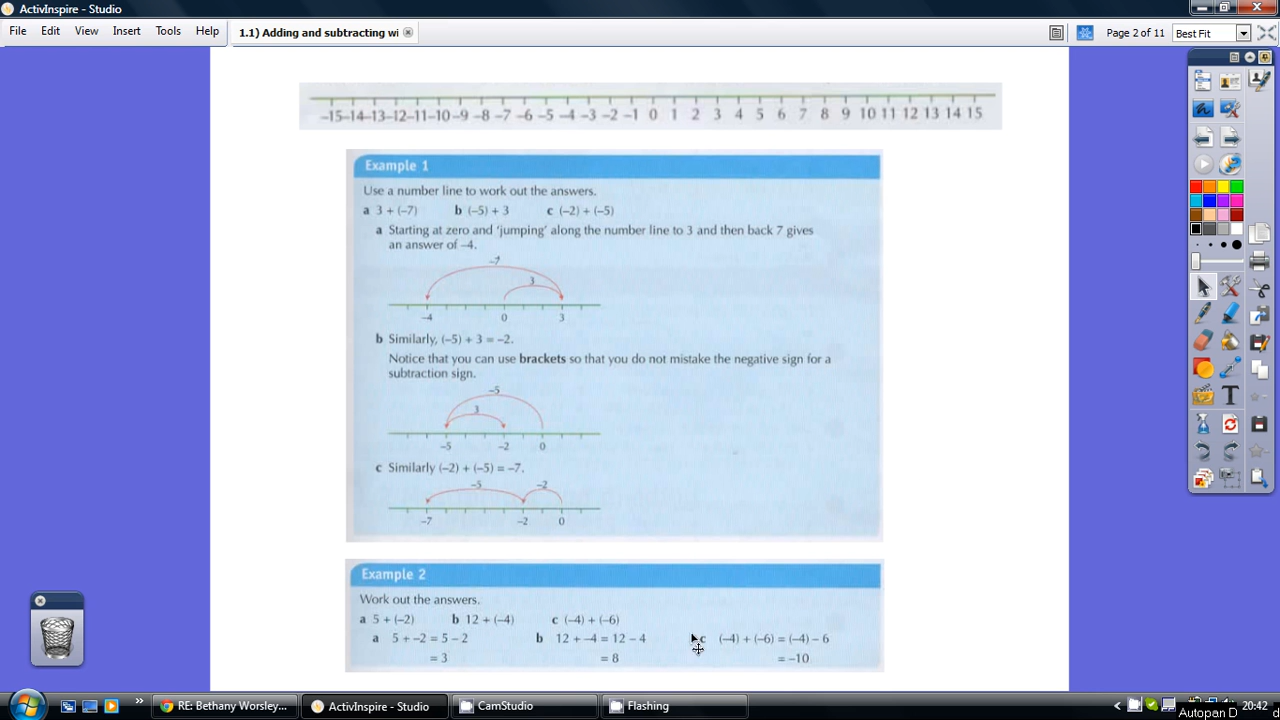 ActivInspire - Studio
File Edit View Insert Tools Help
1.1) Adding and subtracting wi
Page 2 of 11
Best Fit
–15 –14 –13 –12 –11 –10 –9 –8 –7 –6 –5 –4 –3 –2 –1 0 1 2 3 4 5 6 7 8 9 10 11 12 13 14 15
Example 1
Use a number line to work out the answers.
a 3 + (–7) b (–5) + 3 c (–2) + (–5)
a Starting at zero and ‘jumping’ along the number line to 3 and then back 7 gives
an answer of –4.
–7
3
–4 0 3
b Similarly, (–5) + 3 = –2.
Notice that you can use brackets so that you do not mistake the negative sign for a
subtraction sign.
–5
3
–5 –2 0
c Similarly (–2) + (–5) = –7.
–5 –2
–7 –2 0
Example 2
Work out the answers.
a 5 + (–2) b 12 + (–4) c (–4) + (–6)
a 5 + –2 = 5 – 2 b 12 + –4 = 12 – 4 c (–4) + (–6) = (–4) – 6
= 3 = 8 = –10
RE: Bethany Worsley... ActivInspire - Studio CamStudio Flashing 20:42
Autopan D